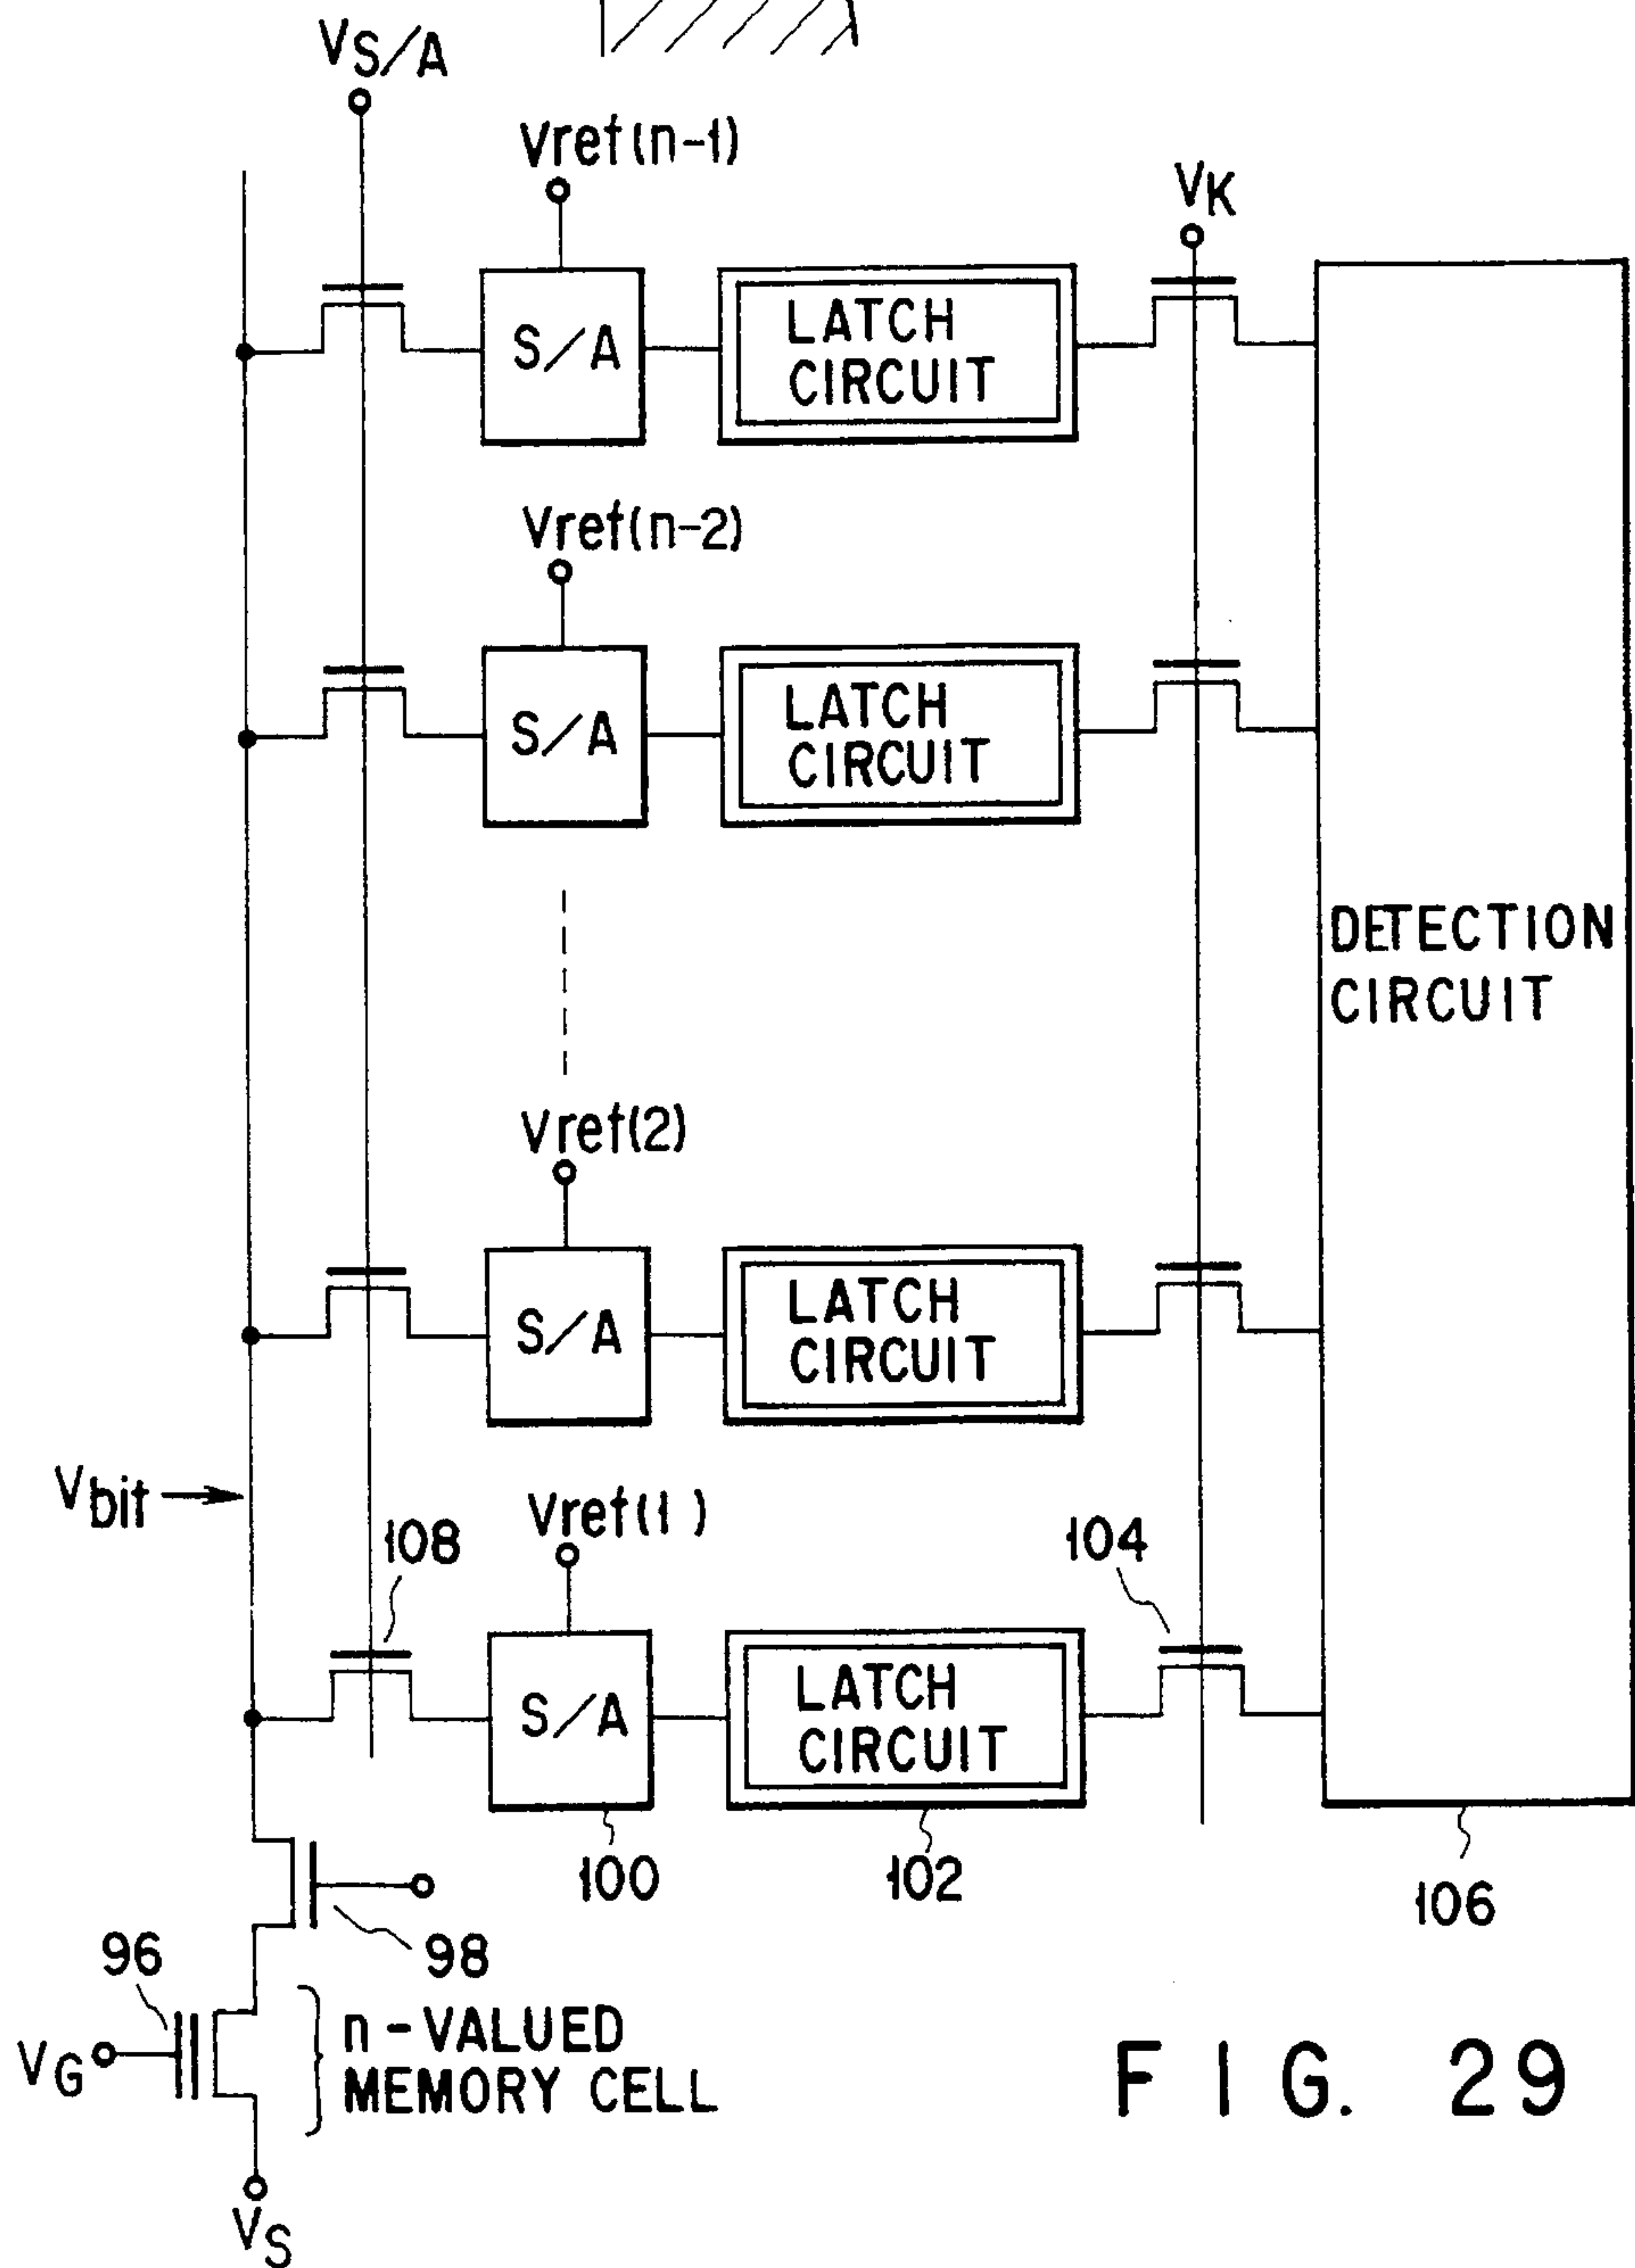 VS/A
Vref(n-1)
VK
S/A
LATCH
CIRCUIT
Vref(n-2)
S/A
LATCH
CIRCUIT
DETECTION
CIRCUIT
Vref(2)
S/A
LATCH
CIRCUIT
Vbit
108
Vref(1)
104
S/A
LATCH
CIRCUIT
100
102
106
98
96
VG
n-VALUED
MEMORY CELL
VS
FIG. 29